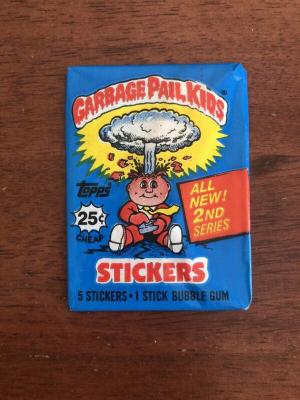 GARBAGE PAIL KIDS®
topps
ALL
NEW!
2ND
SERIES
25¢
CHEAP
STICKERS
5 STICKERS • 1 STICK BUBBLE GUM